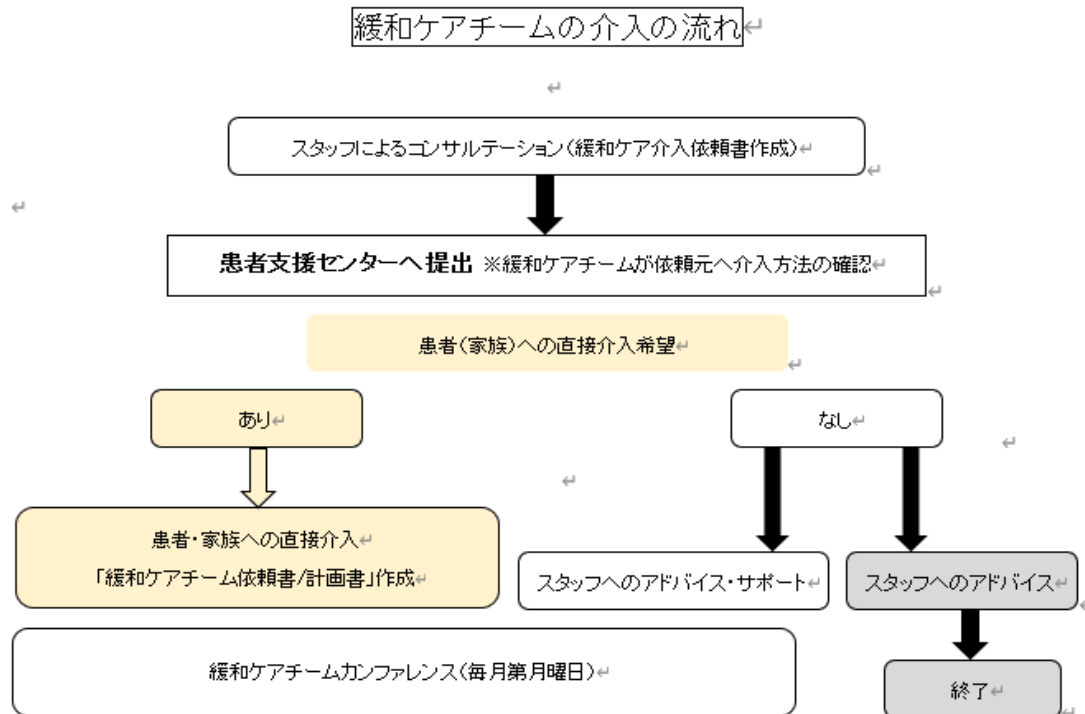 緩和ケアチームの介入の流れ
スタッフによるコンサルテーション(緩和ケア介入依頼書作成)
患者支援センターへ提出 ※緩和ケアチームが依頼元へ介入方法の確認
患者(家族)への直接介入希望
あり
なし
患者・家族への直接介入
「緩和ケアチーム依頼書/計画書」作成
スタッフへのアドバイス・サポート
スタッフへのアドバイス
緩和ケアチームカンファレンス(毎月第月曜日)
終了